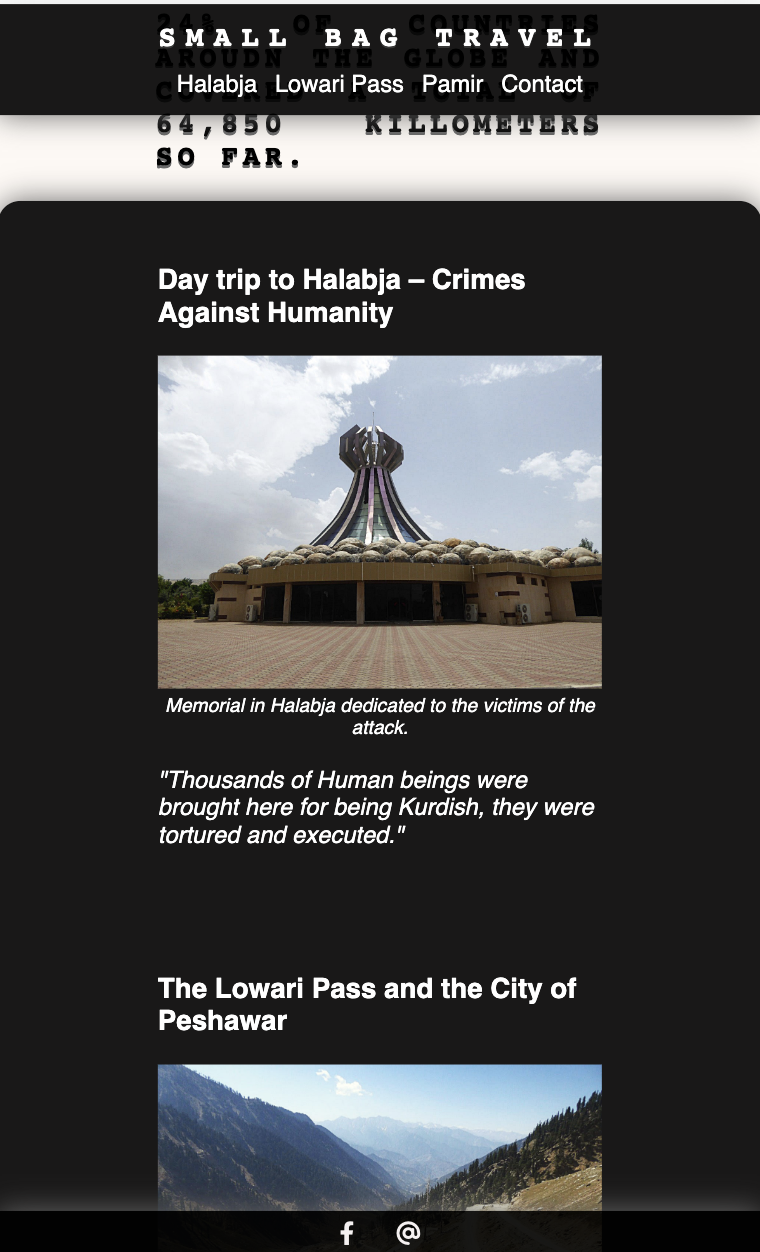 SMALL BAG TRAVEL
Halabja Lowari Pass Pamir Contact
24% OF COUNTRIES
AROUDN THE GLOBE AND
COVERED A TOTAL OF
64,850 KILLOMETERS
SO FAR.
Day trip to Halabja – Crimes
Against Humanity
Memorial in Halabja dedicated to the victims of the
attack.
"Thousands of Human beings were
brought here for being Kurdish, they were
tortured and executed."
The Lowari Pass and the City of
Peshawar